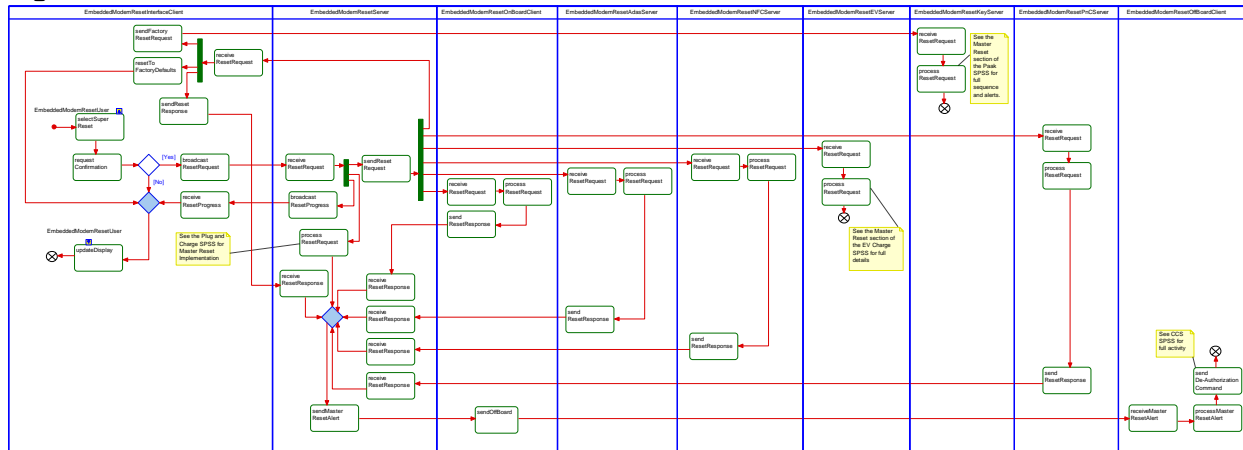 EmbeddedModemResetInterfaceClient
EmbeddedModemResetServer
EmbeddedModemResetOnBoardClient
EmbeddedModemResetAdasServer
EmbeddedModemResetNFCServer
EmbeddedModemResetEVServer
EmbeddedModemResetKeyServer
EmbeddedModemResetPnCServer
EmbeddedModemResetOffBoardClient
sendFactory
ResetRequest
receive
ResetRequest
resetTo
FactoryDefaults
sendReset
Response
EmbeddedModemResetUser
selectSuper
Reset
request
Confirmation
[Yes]
[No]
broadcast
ResetRequest
receive
ResetProgress
EmbeddedModemResetUser
updateDisplay
See the Plug and
Charge SPSS for
Master Reset
Implementation
receive
ResetRequest
sendReset
Request
broadcast
ResetProgress
process
ResetRequest
receive
ResetResponse
receive
ResetResponse
receive
ResetResponse
receive
ResetResponse
receive
ResetResponse
sendMaster
ResetAlert
receive
ResetRequest
process
ResetRequest
send
ResetResponse
sendOffBoard
receive
ResetRequest
process
ResetRequest
send
ResetResponse
receive
ResetRequest
process
ResetRequest
send
ResetResponse
receive
ResetRequest
process
ResetRequest
See the Master
Reset section of
the EV Charge
SPSS for full
details
receive
ResetRequest
process
ResetRequest
See the
Master
Reset
section of
the Paak
SPSS for
full
sequence
and alerts.
receive
ResetRequest
process
ResetRequest
send
ResetResponse
See CCS
SPSS for
full activity
send
De-Authorization
Command
receiveMaster
ResetAlert
processMaster
ResetAlert